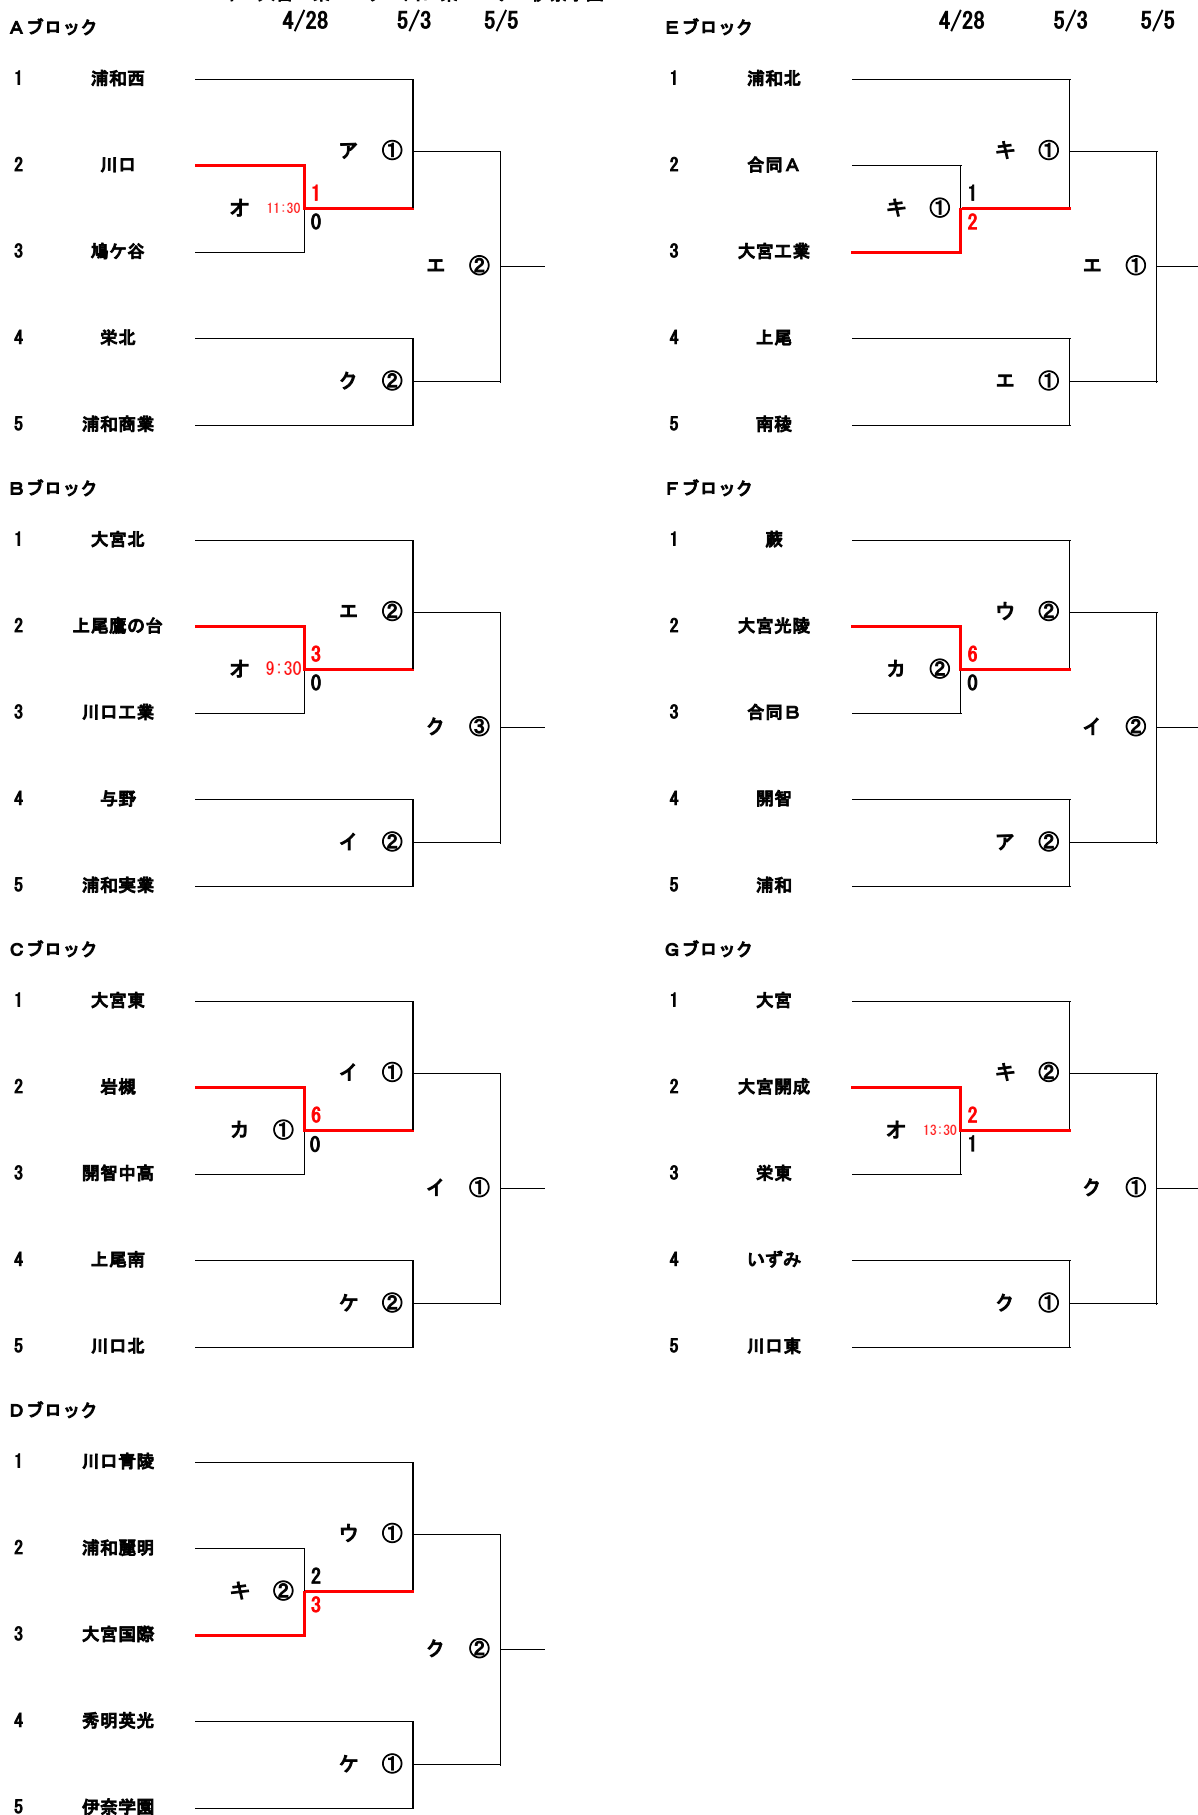 4/28 5/3 5/5
Aブロック
1 浦和西
ア ①
2 川口
1
オ 11:30
0
3 鳩ケ谷
エ ②
4 栄北
ク ②
5 浦和商業
Bブロック
1 大宮北
エ ②
2 上尾鷹の台
3
オ 9:30
0
3 川口工業
ク ③
4 与野
イ ②
5 浦和実業
Cブロック
1 大宮東
イ ①
2 岩槻
6
カ ①
0
3 開智中高
イ ①
4 上尾南
ケ ②
5 川口北
Dブロック
1 川口青陵
ウ ①
2 浦和麗明
2
キ ②
3
3 大宮国際
ク ②
4 秀明英光
ケ ①
5 伊奈学園
4/28 5/3 5/5
Eブロック
1 浦和北
キ ①
2 合同A
1
キ ①
2
3 大宮工業
エ ①
4 上尾
エ ①
5 南稜
Fブロック
1 蕨
ウ ②
2 大宮光陵
6
カ ②
0
3 合同B
イ ②
4 開智
ア ②
5 浦和
Gブロック
1 大宮
キ ②
2 大宮開成
2
オ 13:30
1
3 栄東
ク ①
4 いずみ
ク ①
5 川口東